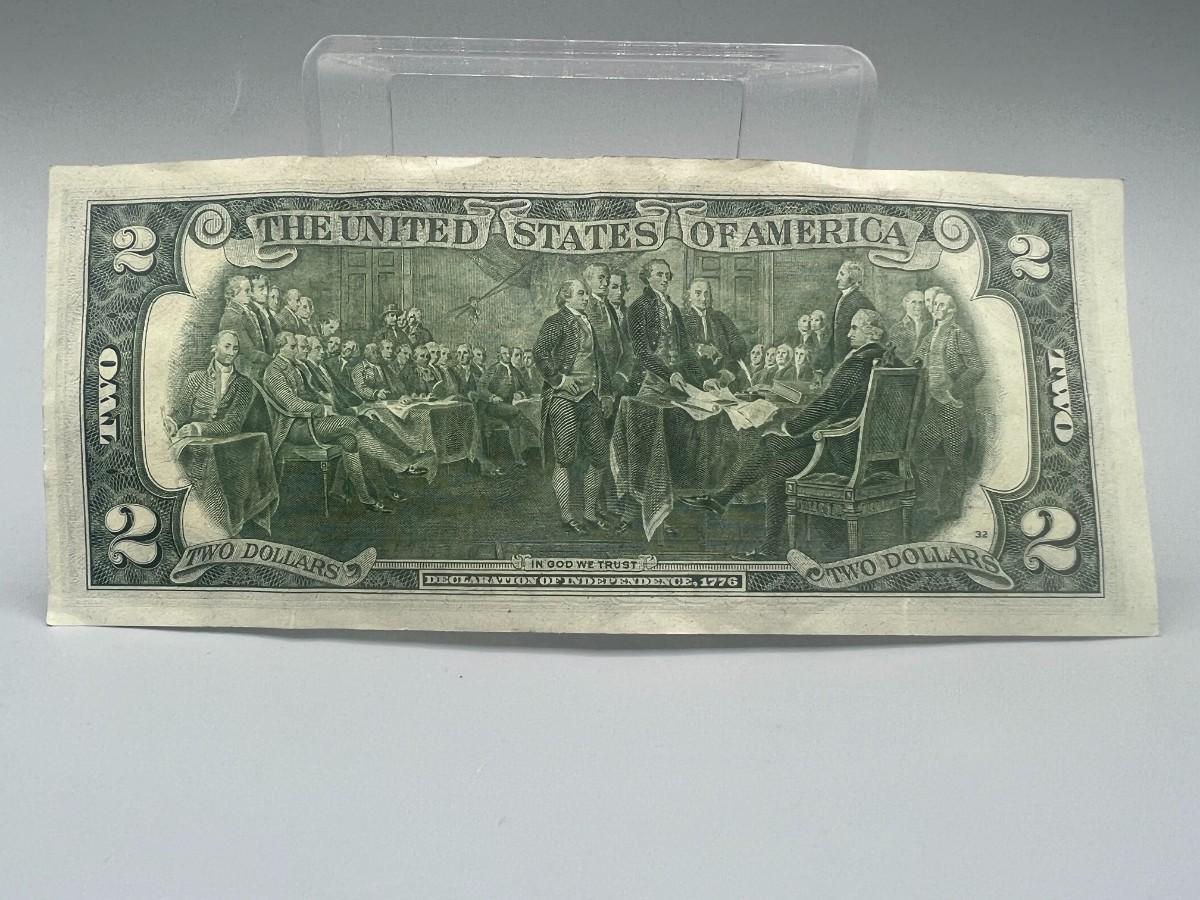 THE UNITED STATES OF AMERICA
2
2
TWO
TWO
32
2
2
TWO DOLLARS
TWO DOLLARS
IN GOD WE TRUST
DECLARATION OF INDEPENDENCE, 1776